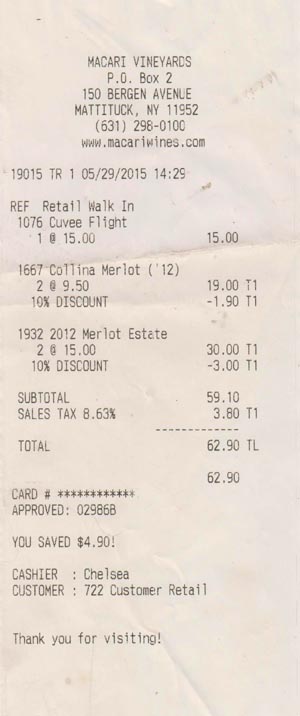 MACARI VINEYARDS
P.O. Box 2
150 BERGEN AVENUE
MATTITUCK, NY 11952
(631) 298-0100
www.macariwines.com
19015 TR 1 05/29/2015 14:29
REF Retail Walk In
1076 Cuvee Flight
1 @ 15.00 15.00
1667 Collina Merlot ('12)
2 @ 9.50 19.00 T1
10% DISCOUNT -1.90 T1
1932 2012 Merlot Estate
2 @ 15.00 30.00 T1
10% DISCOUNT -3.00 T1
SUBTOTAL 59.10
SALES TAX 8.63% 3.80 T1
-------------
TOTAL 62.90 TL
62.90
CARD # ************
APPROVED: 02986B
YOU SAVED $4.90!
CASHIER : Chelsea
CUSTOMER : 722 Customer Retail
Thank you for visiting!